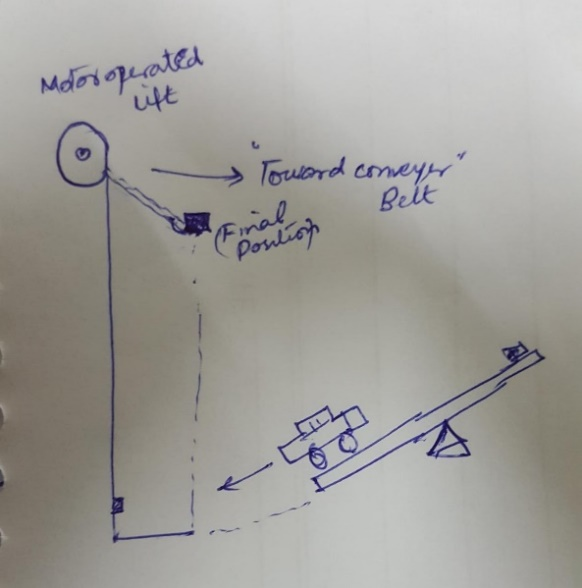 Motor operated
Lift
"Toward conveyer"
Belt
(Final
Position)